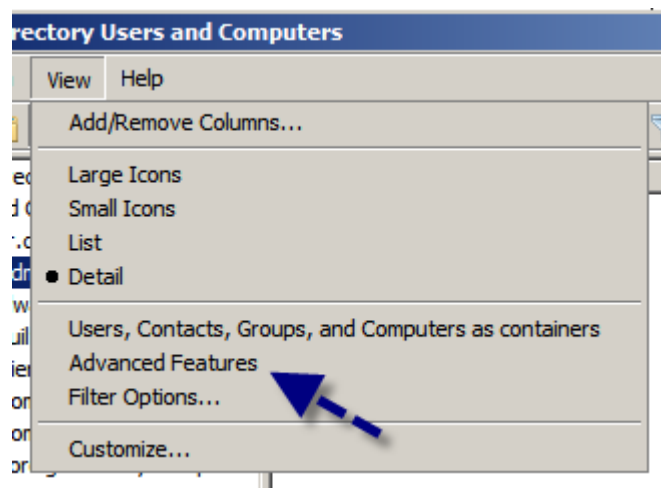 rectory Users and Computers
View Help
Add/Remove Columns...
Large Icons
Small Icons
List
Detail
Users, Contacts, Groups, and Computers as containers
Advanced Features
Filter Options...
Customize...